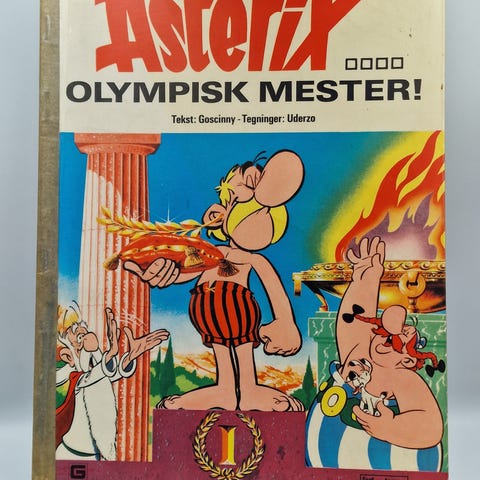 Asterix ....
OLYMPISK MESTER!
Tekst: Goscinny - Tegninger: Uderzo
I
G